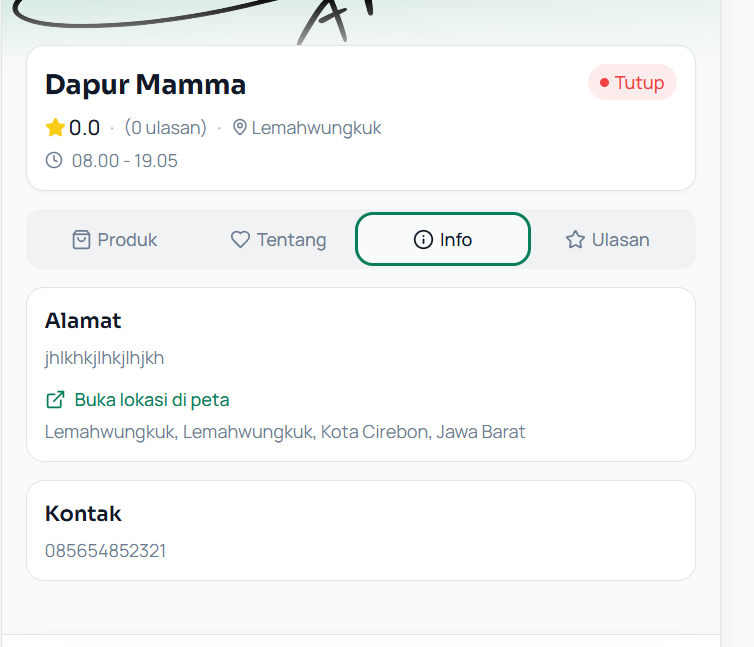 Dapur Mamma
Tutup
0.0 · (0 ulasan) · Lemahwungkuk
08.00 - 19.05
Produk
Tentang
Info
Ulasan
Alamat
jhlkhkjlhkjlhjkh
Buka lokasi di peta
Lemahwungkuk, Lemahwungkuk, Kota Cirebon, Jawa Barat
Kontak
085654852321